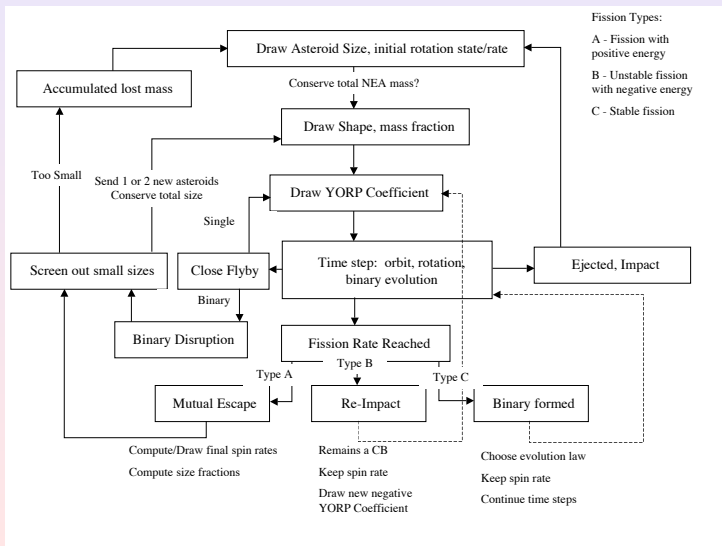 Fission Types:
A - Fission with
positive energy
B - Unstable fission
with negative energy
C - Stable fission
Draw Asteroid Size, initial rotation state/rate
Accumulated lost mass
Conserve total NEA mass?
Draw Shape, mass fraction
Too Small
Send 1 or 2 new asteroids
Conserve total size
Draw YORP Coefficient
Single
Screen out small sizes
Close Flyby
Time step: orbit, rotation,
binary evolution
Ejected, Impact
Binary
Binary Disruption
Fission Rate Reached
Type A
Type B
Type C
Mutual Escape
Re-Impact
Binary formed
Compute/Draw final spin rates
Compute size fractions
Remains a CB
Keep spin rate
Draw new negative
YORP Coefficient
Choose evolution law
Keep spin rate
Continue time steps